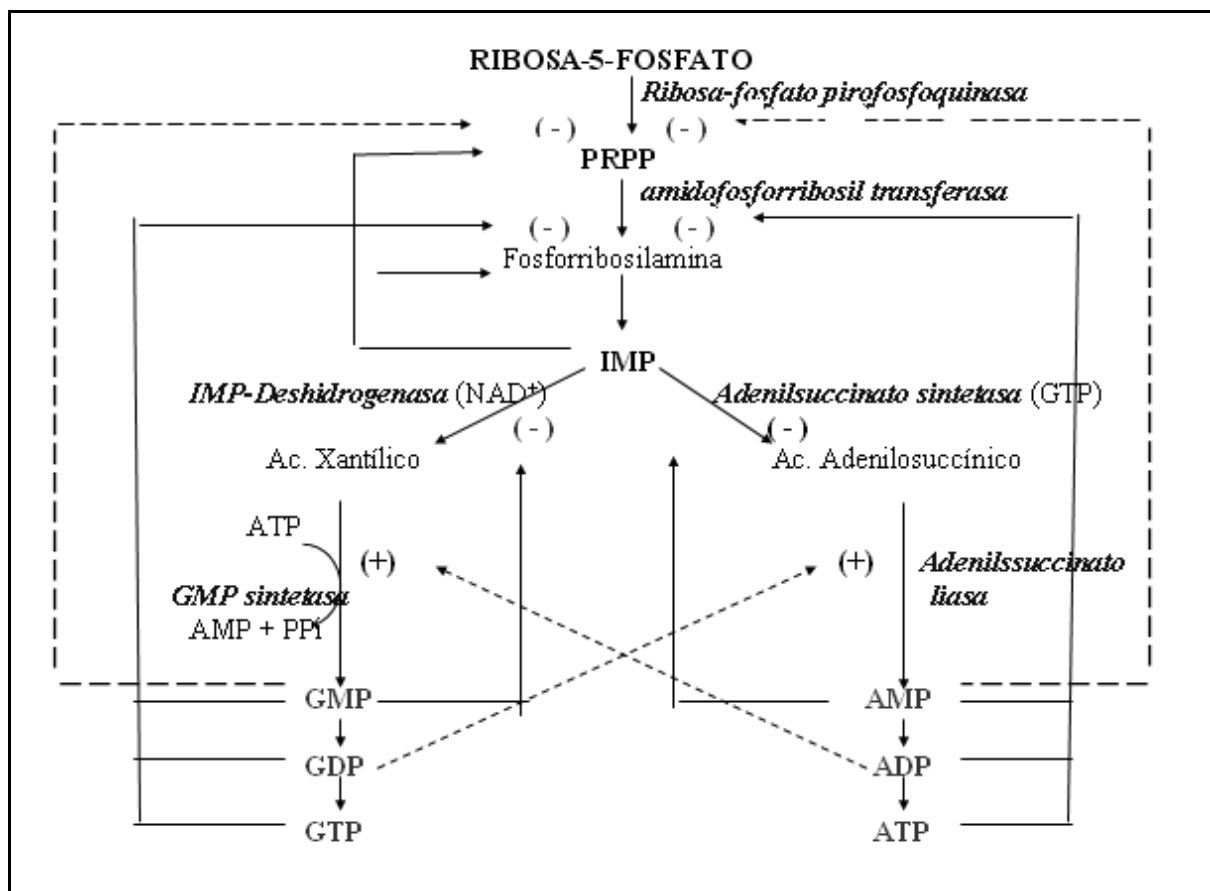 RIBOSA-5-FOSFATO
Ribosa-fosfato pirofosfoquinasa
( - ) ( - )
PRPP
amidofosforribosil transferasa
( - ) ( - )
Fosforribosilamina
IMP
IMP-Deshidrogenasa (NAD⁺) Adenilsuccinato sintetasa (GTP)
( - ) ( - )
Ac. Xantílico Ac. Adenilosuccínico
ATP
(+) (+) Adenilssuccinato
GMP sintetasa liasa
AMP + PPi
GMP AMP
GDP ADP
GTP ATP